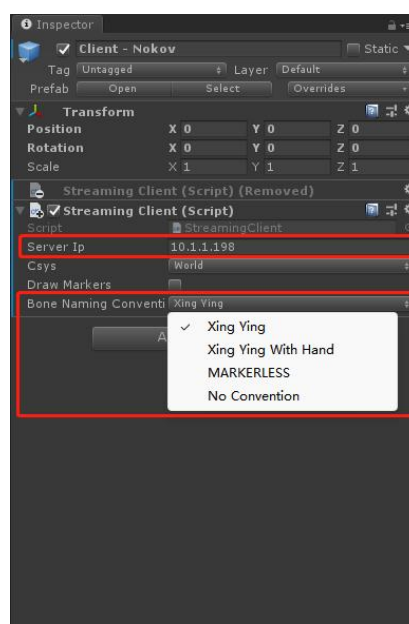 Inspector
Client - Nokov Static
Tag Untagged Layer Default
Prefab Open Select Overrides
Transform
Position X 0 Y 0 Z 0
Rotation X 0 Y 0 Z 0
Scale X 1 Y 1 Z 1
Streaming Client (Script) (Removed)
Streaming Client (Script)
Script StreamingClient
Server Ip 10.1.1.198
Csys World
Draw Markers
Bone Naming Conventi Xing Ying
A
✓ Xing Ying
Xing Ying With Hand
MARKERLESS
No Convention